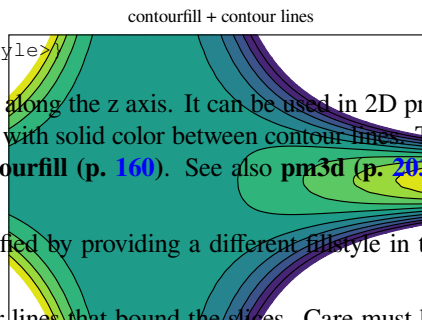 contourfill + contour lines
yle>}
along the z axis. It can be used in 2D
with solid color between contour lines.
ourfill (p. 160). See also pm3d (p. 20
fied by providing a different fillstyle in
lines that bound the slices. Care must